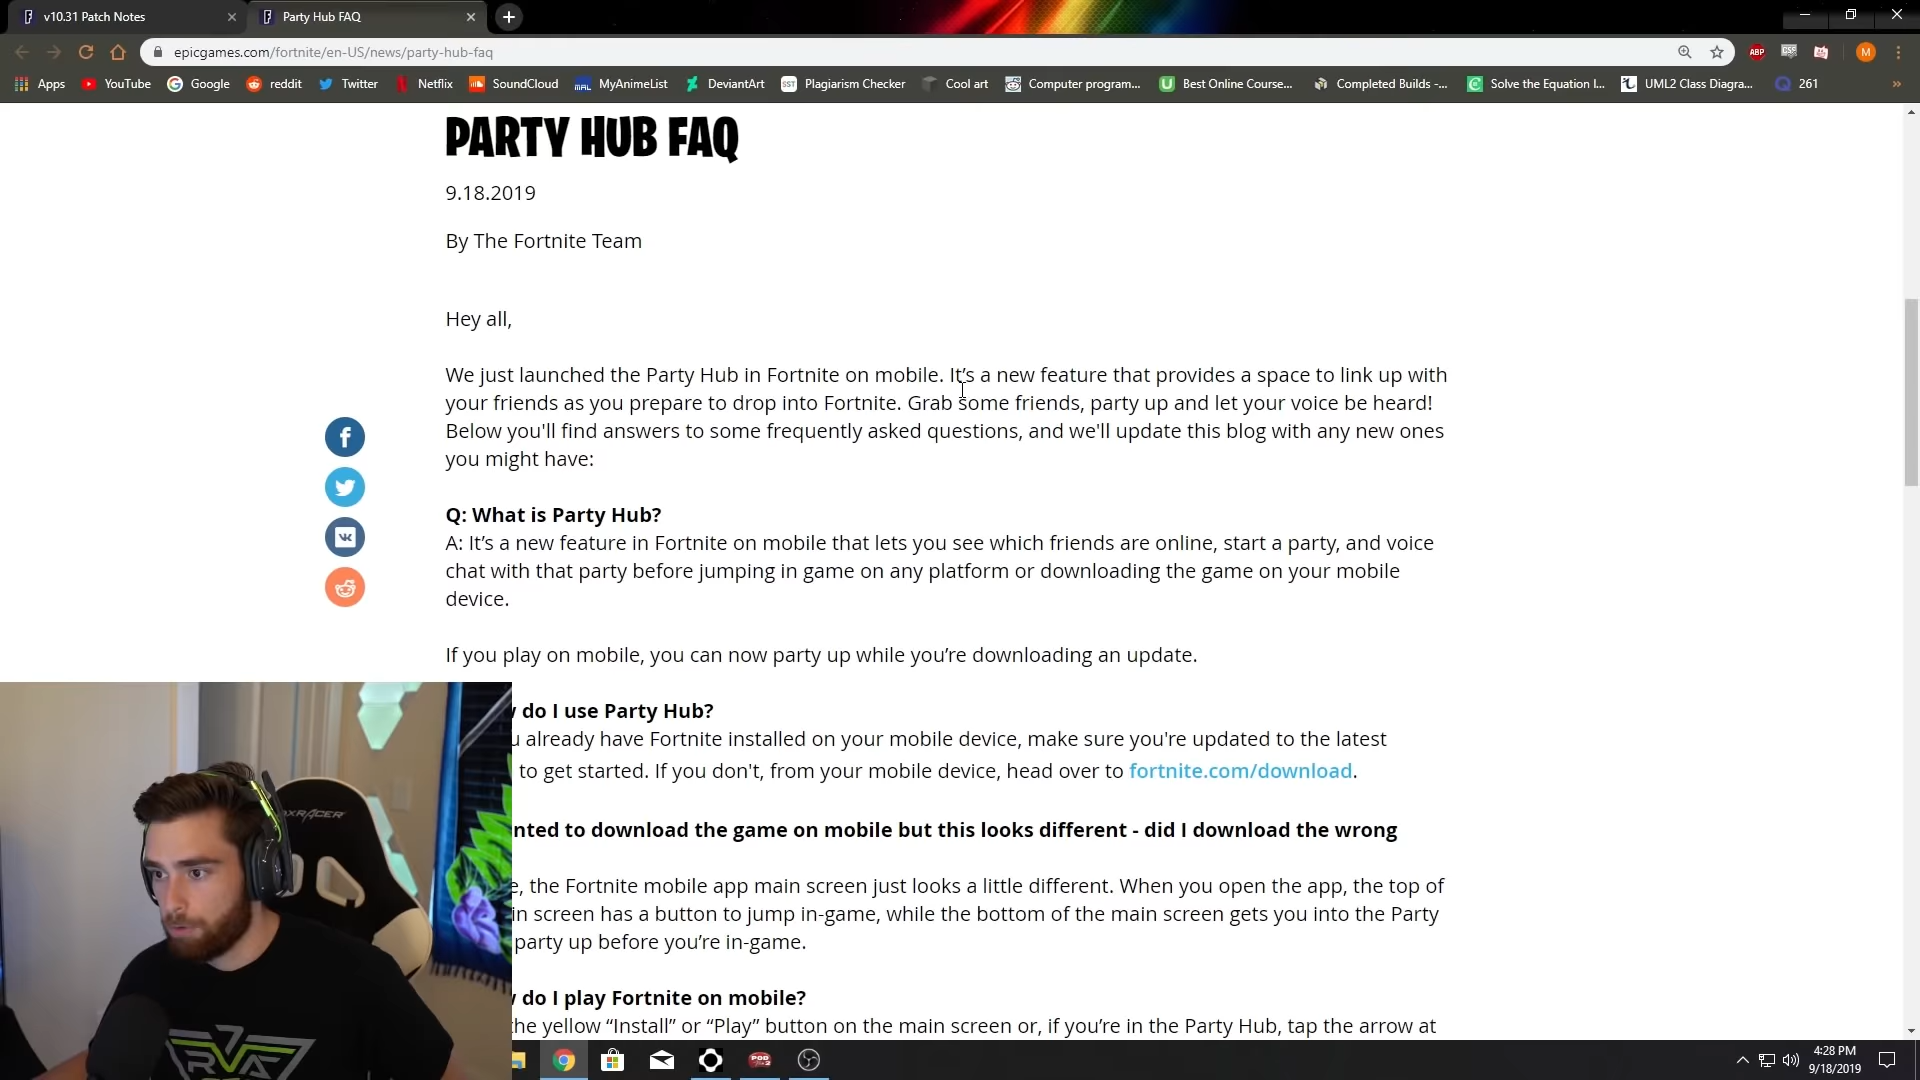 v10.31 Patch Notes
Party Hub FAQ
epicgames.com/fortnite/en-US/news/party-hub-faq
ABP
CSF
M
Apps
YouTube
Google
reddit
Twitter
Netflix
SoundCloud
MAL
MyAnimeList
DeviantArt
SST
Plagiarism Checker
Cool art
Computer program...
Best Online Course...
Completed Builds -...
Solve the Equation I...
UML2 Class Diagra...
261
PARTY HUB FAQ
9.18.2019
By The Fortnite Team
Hey all,
We just launched the Party Hub in Fortnite on mobile. It’s a new feature that provides a space to link up with
your friends as you prepare to drop into Fortnite. Grab some friends, party up and let your voice be heard!
Below you'll find answers to some frequently asked questions, and we'll update this blog with any new ones
you might have:
Q: What is Party Hub?
A: It’s a new feature in Fortnite on mobile that lets you see which friends are online, start a party, and voice
chat with that party before jumping in game on any platform or downloading the game on your mobile
device.
If you play on mobile, you can now party up while you’re downloading an update.
do I use Party Hub?
already have Fortnite installed on your mobile device, make sure you're updated to the latest
to get started. If you don't, from your mobile device, head over to fortnite.com/download.
nted to download the game on mobile but this looks different - did I download the wrong
e, the Fortnite mobile app main screen just looks a little different. When you open the app, the top of
in screen has a button to jump in-game, while the bottom of the main screen gets you into the Party
party up before you’re in-game.
do I play Fortnite on mobile?
the yellow “Install” or “Play” button on the main screen or, if you’re in the Party Hub, tap the arrow at
4:28 PM
9/18/2019